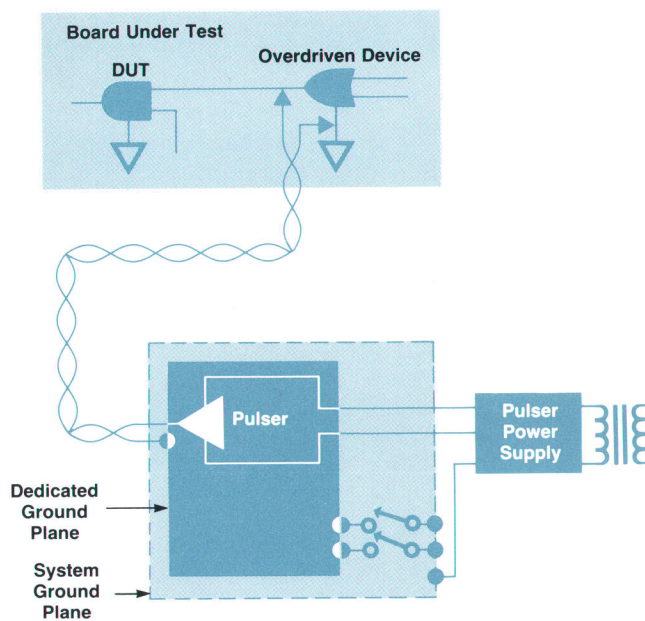 Board Under Test
Overdriven Device
DUT
Pulser
Pulser
Power
Supply
Dedicated
Ground
Plane
System
Ground
Plane